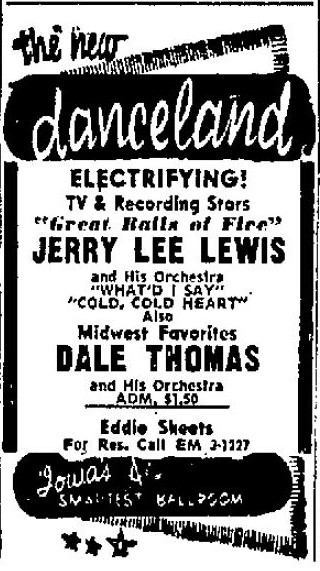 the new
danceland
ELECTRIFYING!
TV & Recording Stars
"Great Balls of Fire"
JERRY LEE LEWIS
and His Orchestra
"WHAT'D I SAY"
"COLD, COLD HEART"
Also
Midwest Favorites
DALE THOMAS
and His Orchestra
ADM. $1.50
Eddie Skeets
For Res. Call EM 3-1127
Iowas
SMARTEST BALLROOM